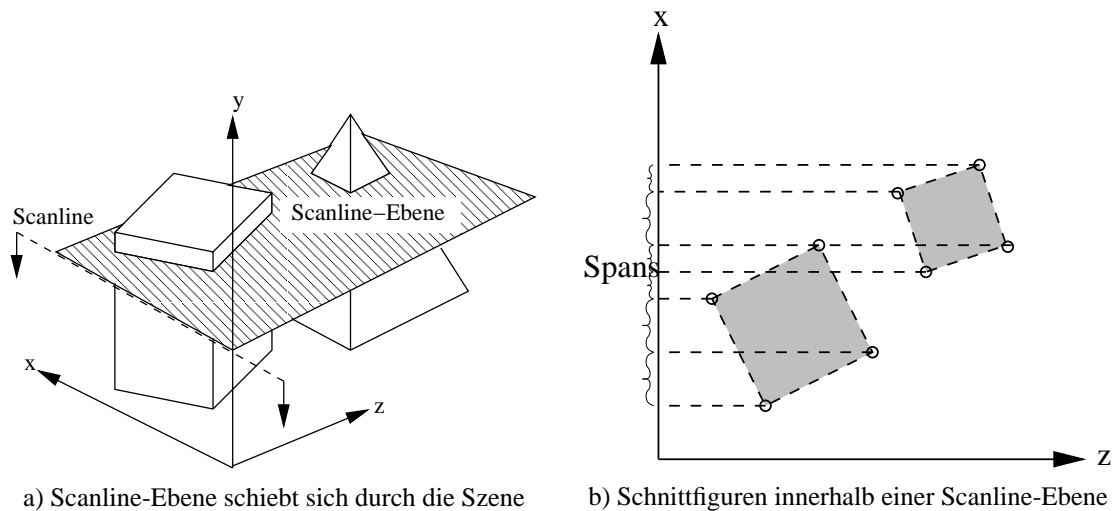 y
Scanline
Scanline–Ebene
x
z
a) Scanline-Ebene schiebt sich durch die Szene
x
Spans
z
b) Schnittfiguren innerhalb einer Scanline-Ebene